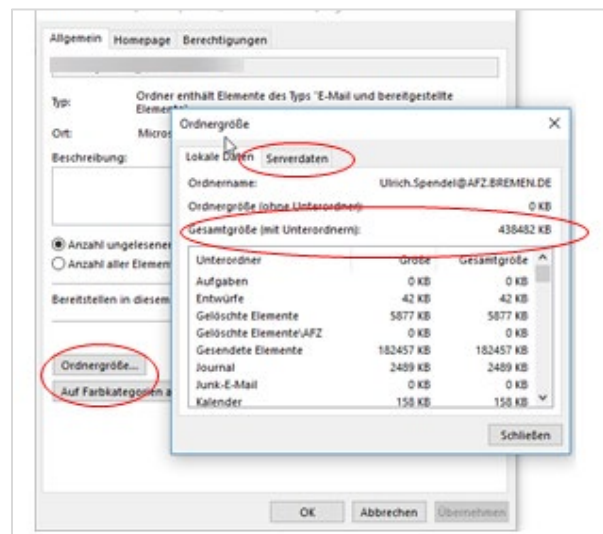 Allgemein Homepage Berechtigungen
Typ: Ordner enthält Elemente des Typs "E-Mail und bereitgestellte
Ort: Micros
Beschreibung:
Anzahl ungelesener
Anzahl aller Elemen
Bereitstellen in diesem
Ordnergröße...
Auf Farbkategorien a
Ordnergröße
Lokale Daten Serverdaten
Ordnername: Ulrich.Spendel@AFZ.BREMEN.DE
Ordnergröße (ohne Unterordner): 0 KB
Gesamtgröße (mit Unterordnern): 438482 KB
Unterordner Größe Gesamtgröße
Aufgaben 0 KB 0 KB
Entwürfe 42 KB 42 KB
Gelöschte Elemente 5877 KB 5877 KB
Gelöschte Elemente\AFZ 0 KB 0 KB
Gesendete Elemente 182457 KB 182457 KB
Journal 2489 KB 2489 KB
Junk-E-Mail 0 KB 0 KB
Kalender 158 KB 158 KB
Schließen
OK Abbrechen Übernehmen